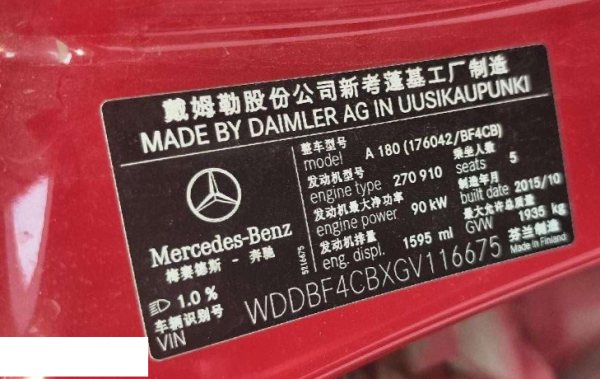 戴姆勒股份公司新考蓬基工厂制造
MADE BY DAIMLER AG IN UUSIKAUPUNKI
Mercedes-Benz
梅赛德斯 - 奔驰
整车型号
model A 180 (176042/BF4CB)
乘坐人数
seats 5
发动机型号
engine type 270 910
制造年月
built date 2015/10
发动机最大净功率
engine power 90 kW
最大允许总质量
GVW 1935 kg
发动机排量
eng. displ. 1595 ml
芬兰制造
Made in Finland
1.0 %
车辆识别号
VIN WDDBF4CBXGV116675